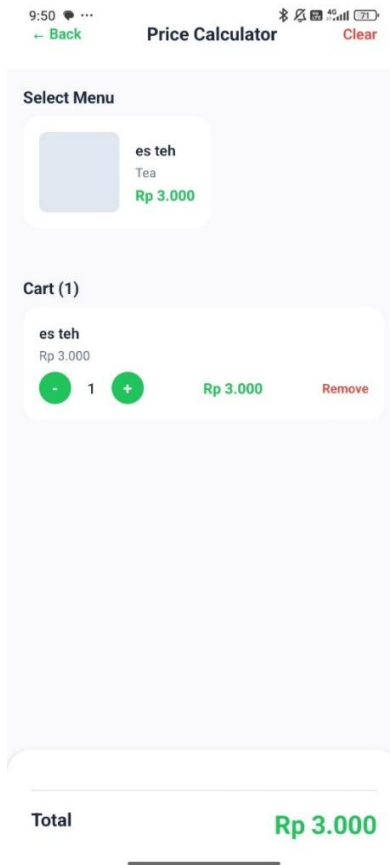 9:50 ...
← Back Price Calculator Clear
Select Menu
es teh
Tea
Rp 3.000
Cart (1)
es teh
Rp 3.000
- 1 + Rp 3.000 Remove
Total Rp 3.000